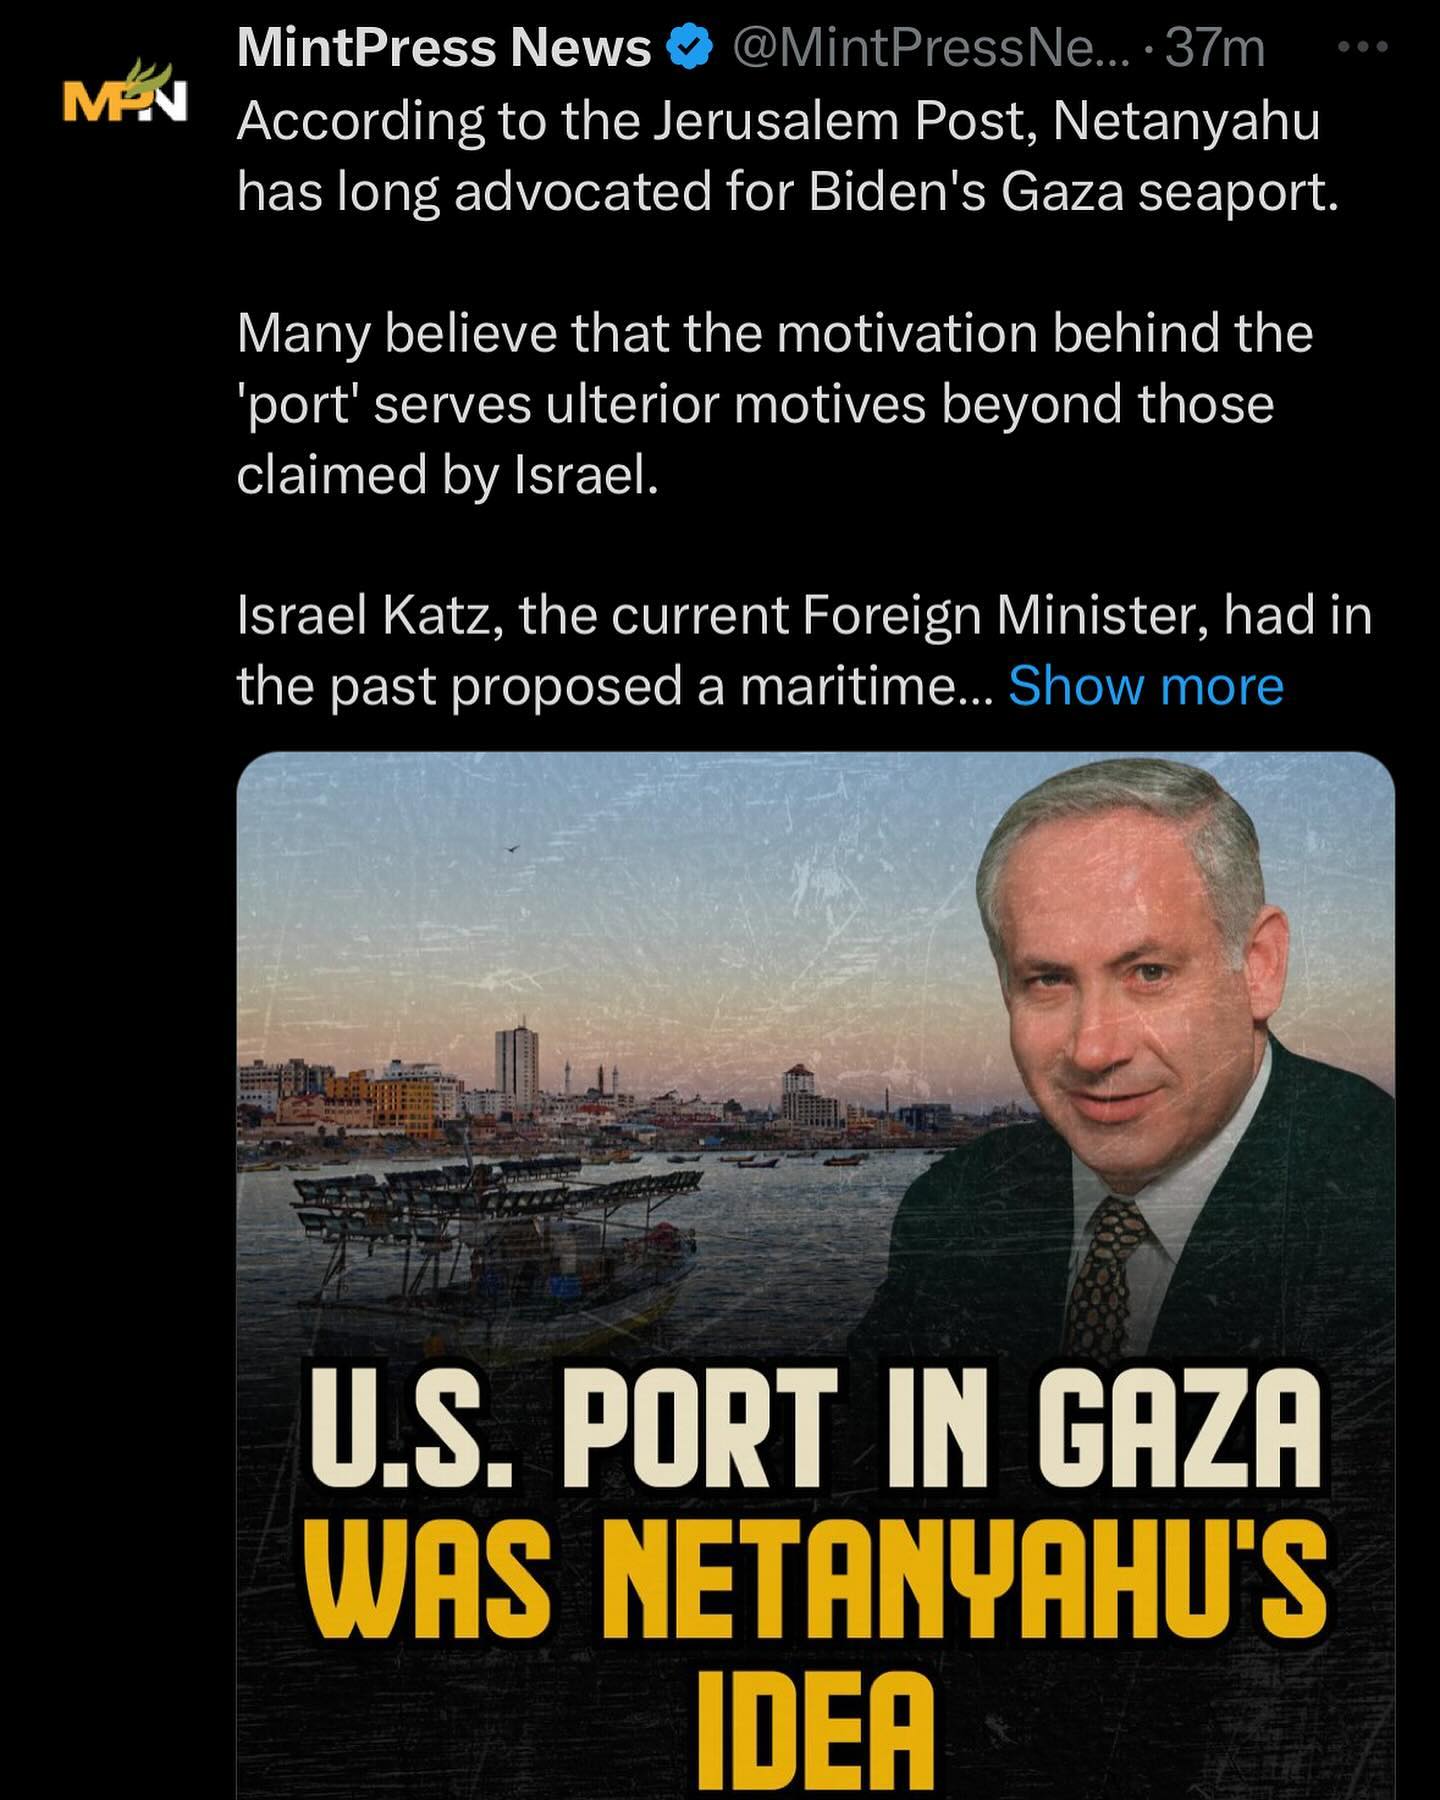 MintPress News @MintPressNe... · 37m
MPN
According to the Jerusalem Post, Netanyahu
has long advocated for Biden's Gaza seaport.
Many believe that the motivation behind the
'port' serves ulterior motives beyond those
claimed by Israel.
Israel Katz, the current Foreign Minister, had in
the past proposed a maritime... Show more
U.S. PORT IN GAZA
WAS NETANYAHU'S
IDEA